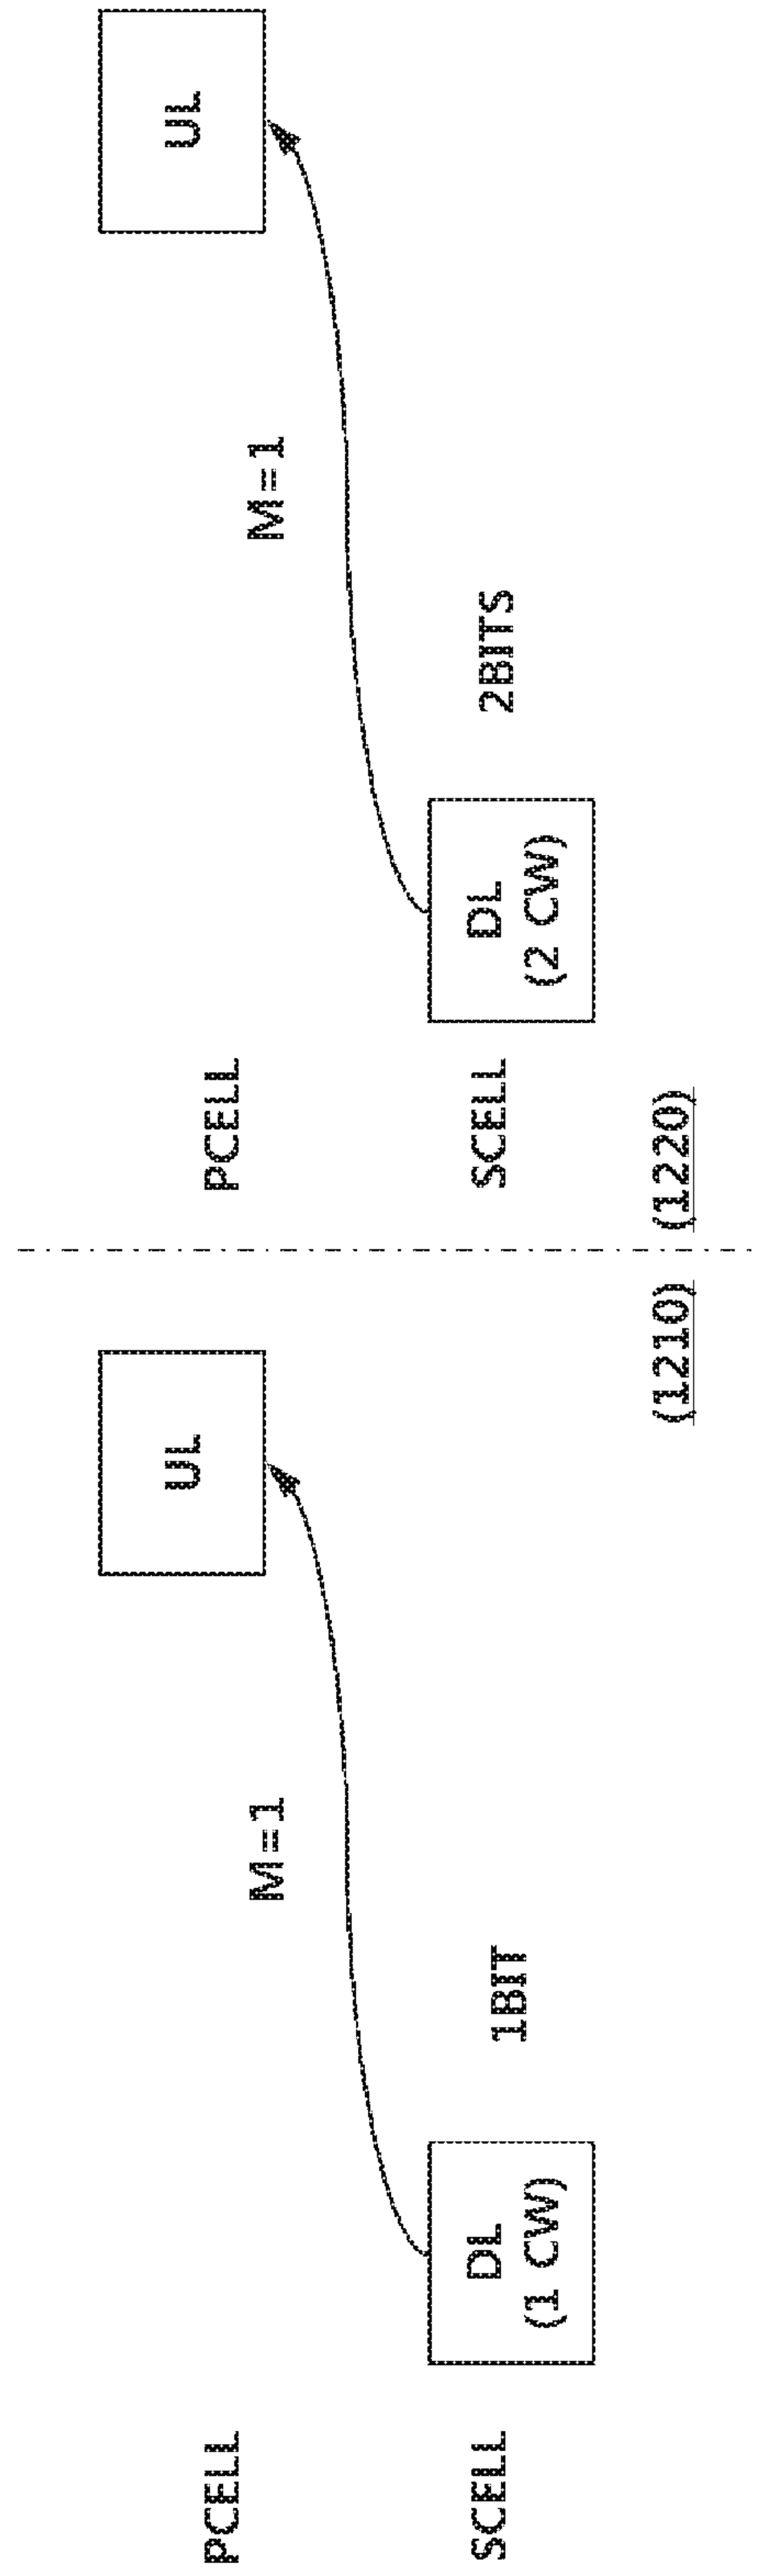 PCELL
UL
M=1
SCELL
DL
(1 CW)
1BIT
(1210)
PCELL
UL
M=1
SCELL
DL
(2 CW)
2BITS
(1220)